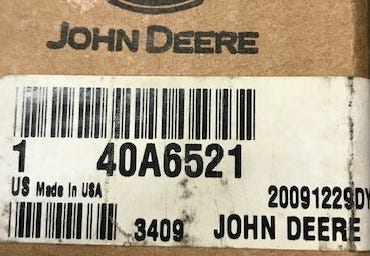 JOHN DEERE
1 40A6521
US Made In USA
20091229DY
3409 JOHN DEERE